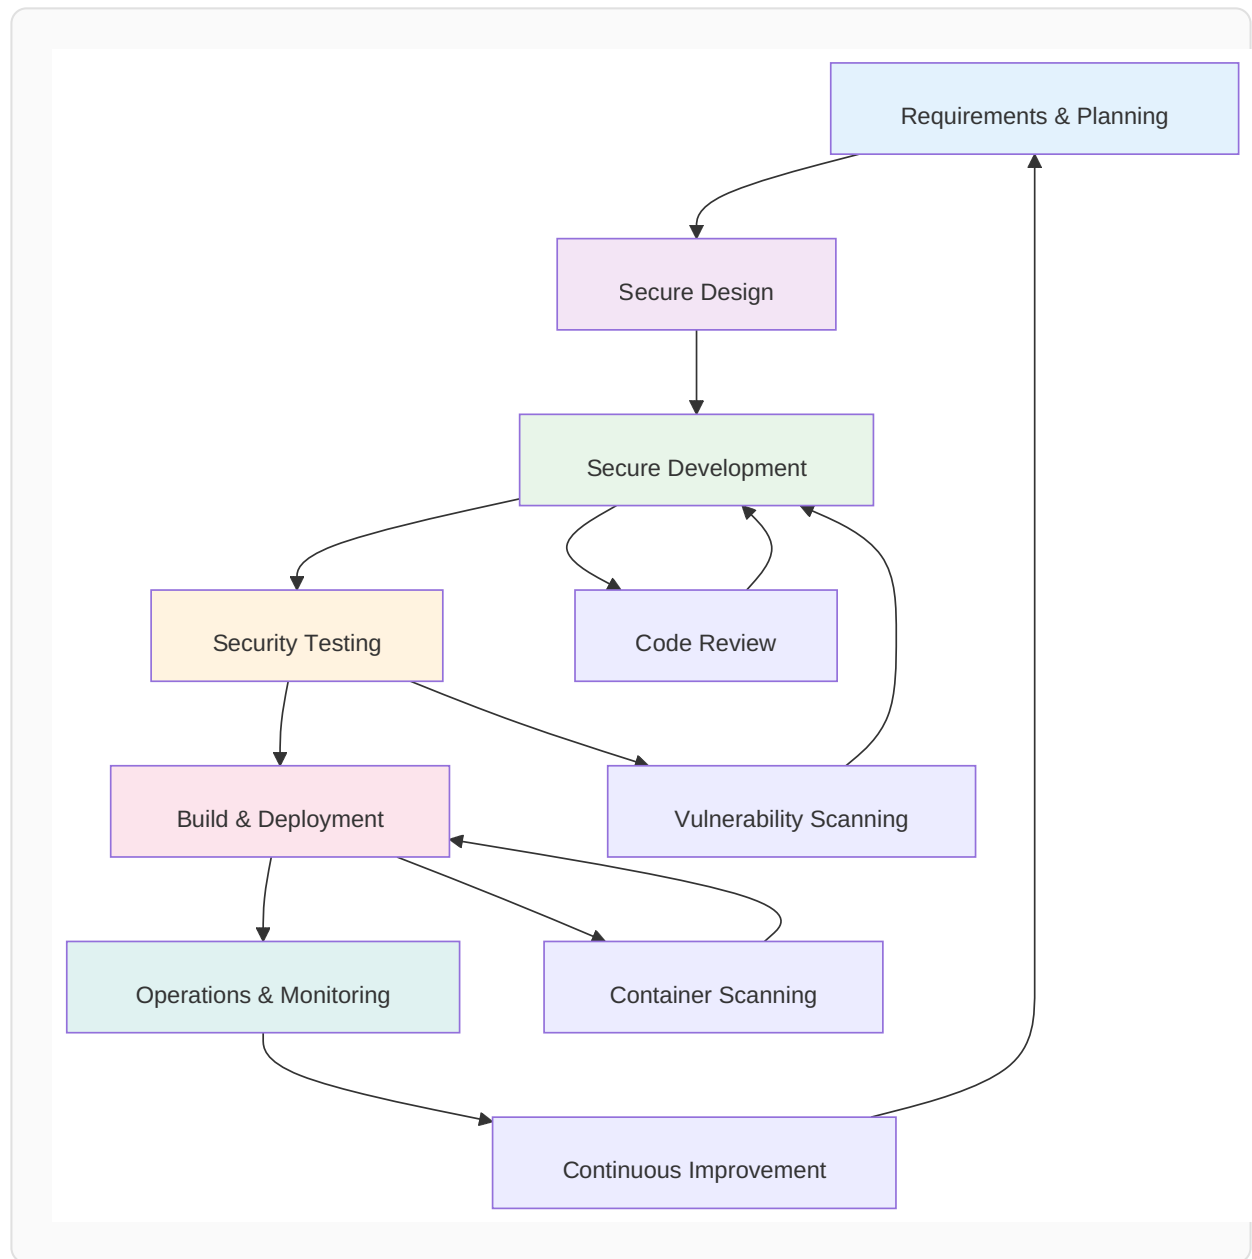 Requirements & Planning
Secure Design
Secure Development
Security Testing
Code Review
Build & Deployment
Vulnerability Scanning
Operations & Monitoring
Container Scanning
Continuous Improvement